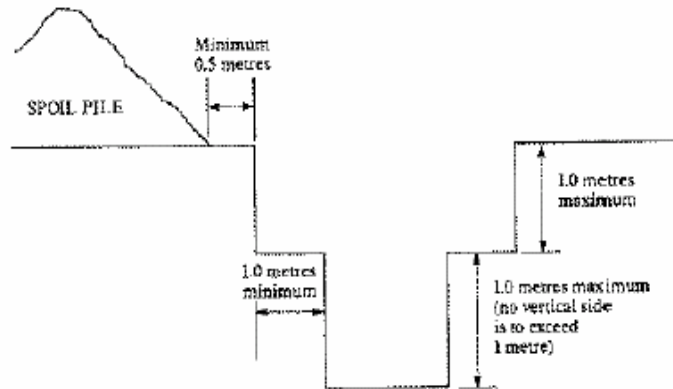 Minimum
0.5 metres
SPOIL PILE
1.0 metres
maximum
1.0 metres
minimum
1.0 metres maximum
(no vertical side
is to exceed
1 metre)